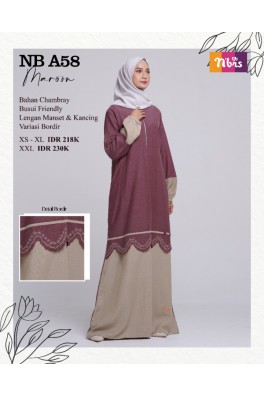 NB A58
Maroon
Nibras
Bahan Chambray
Busui Friendly
Lengan Manset & Kancing
Variasi Bordir
XS - XL IDR 218K
XXL IDR 230K
Detail Bordir